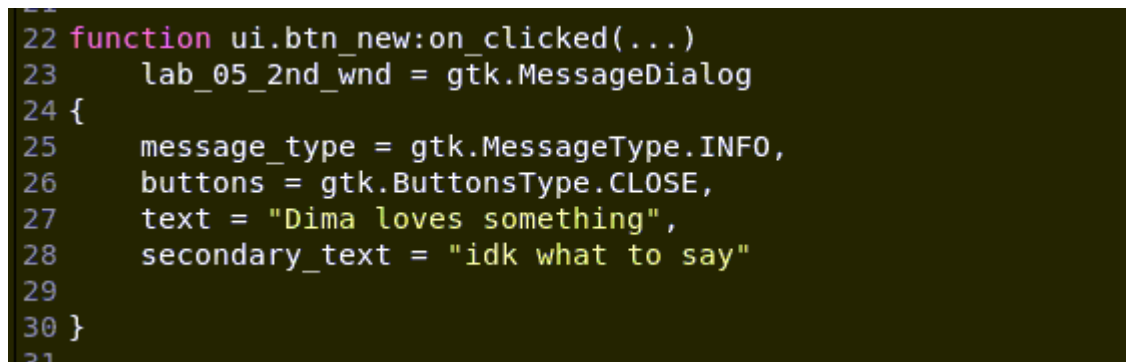 22 function ui.btn_new:on_clicked(...)
23     lab_05_2nd_wnd = gtk.MessageDialog
24 {
25     message_type = gtk.MessageType.INFO,
26     buttons = gtk.ButtonsType.CLOSE,
27     text = "Dima loves something",
28     secondary_text = "idk what to say"
29
30 }